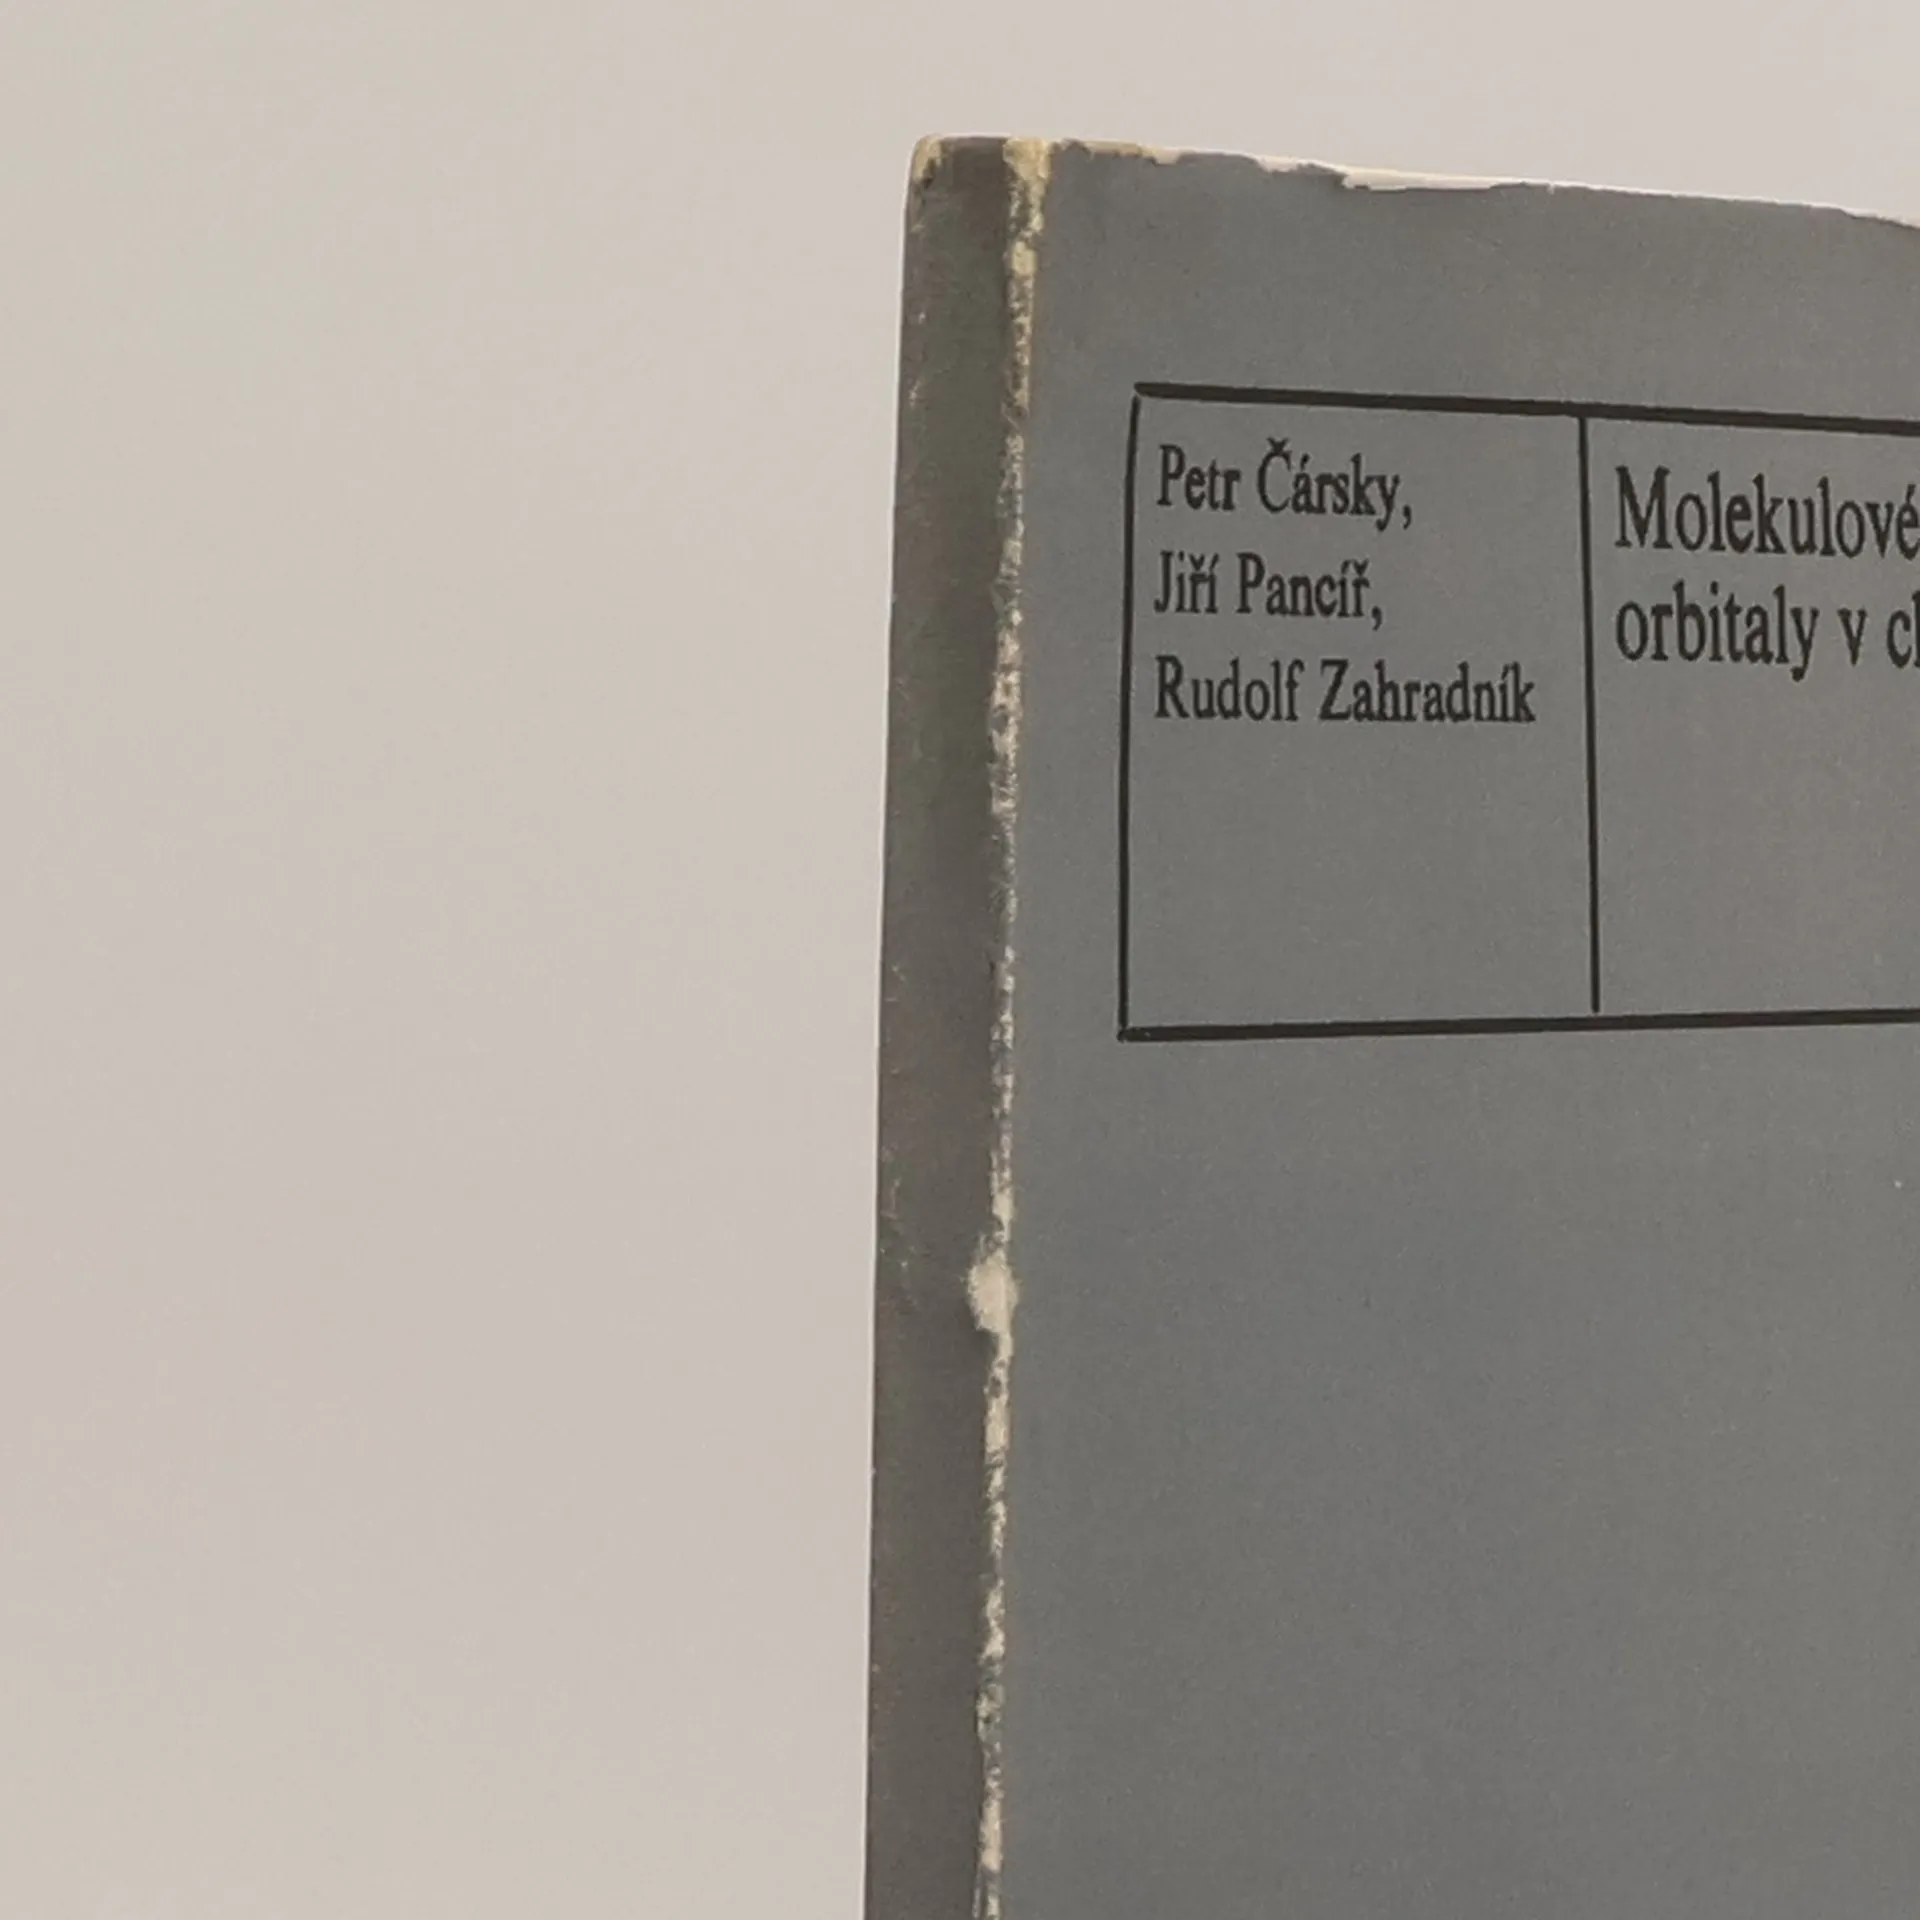 Petr Čársky,
Jiří Pancíř,
Rudolf Zahradník
Molekulové
orbitaly v